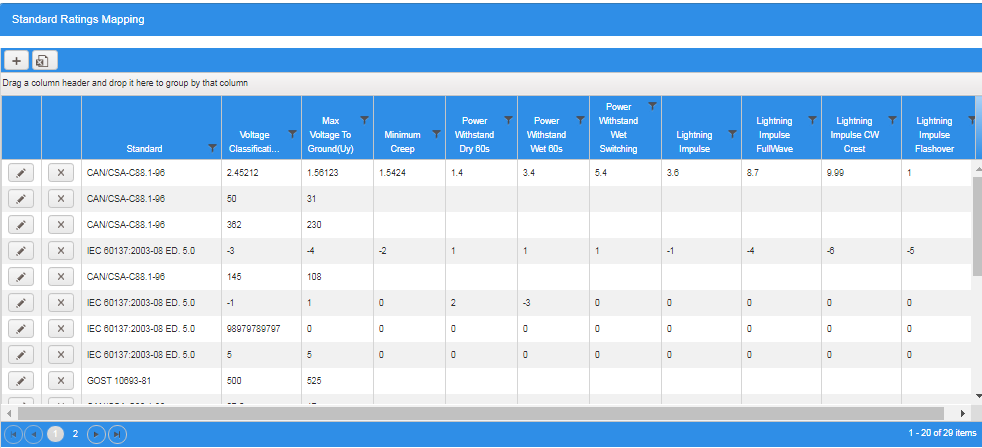 Standard Ratings Mapping
Drag a column header and drop it here to group by that column
Standard Voltage Classificati... Max Voltage To Ground(Uy) Minimum Creep Power Withstand Dry 60s Power Withstand Wet 60s Power Withstand Wet Switching Lightning Impulse Lightning Impulse FullWave Lightning Impulse CW Crest Lightning Impulse Flashover
CAN/CSA-C88.1-96 2.45212 1.56123 1.5424 1.4 3.4 5.4 3.6 8.7 9.99 1
CAN/CSA-C88.1-96 50 31
CAN/CSA-C88.1-96 362 230
IEC 60137:2003-08 ED. 5.0 -3 -4 -2 1 1 1 -1 -4 -6 -5
CAN/CSA-C88.1-96 145 108
IEC 60137:2003-08 ED. 5.0 -1 1 0 2 -3 0 0 0 0 0
IEC 60137:2003-08 ED. 5.0 98979789797 0 0 0 0 0 0 0 0 0
IEC 60137:2003-08 ED. 5.0 5 5 0 0 0 0 0 0 0 0
GOST 10693-81 500 525
1 2
1 - 20 of 29 items